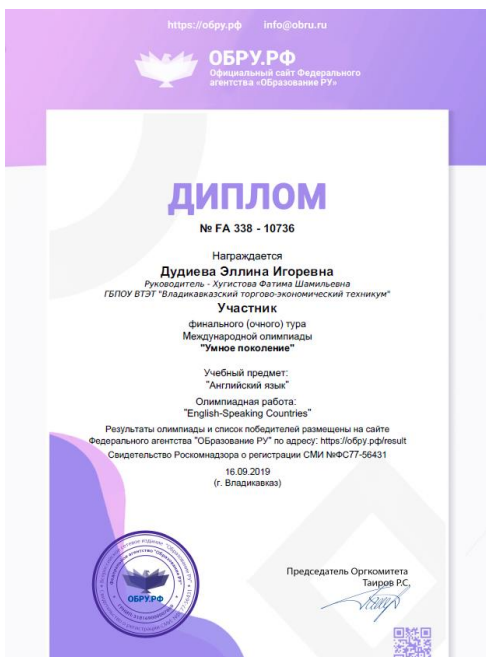 https://обру.рф info@obru.ru
ОБРУ.РФ
Официальный сайт Федерального
агентства «Образование РУ»
ДИПЛОМ
№ FA 338 - 10736
Награждается
Дудиева Эллина Игоревна
Руководитель - Хугистова Фатима Шамильевна
ГБПОУ ВТЭТ "Владикавказский торгово-экономический техникум"
Участник
финального (очного) тура
Международной олимпиады
"Умное поколение"
Учебный предмет:
"Английский язык"
Олимпиадная работа:
"English-Speaking Countries"
Результаты олимпиады и список победителей размещены на сайте
Федерального агентства "ОБразование РУ" по адресу: https://обру.рф/result
Свидетельство Роскомнадзора о регистрации СМИ №ФС77-56431
16.09.2019
(г. Владикавказ)
Председатель Оргкомитета
Таиров Р.С,
ОБРУ.РФ